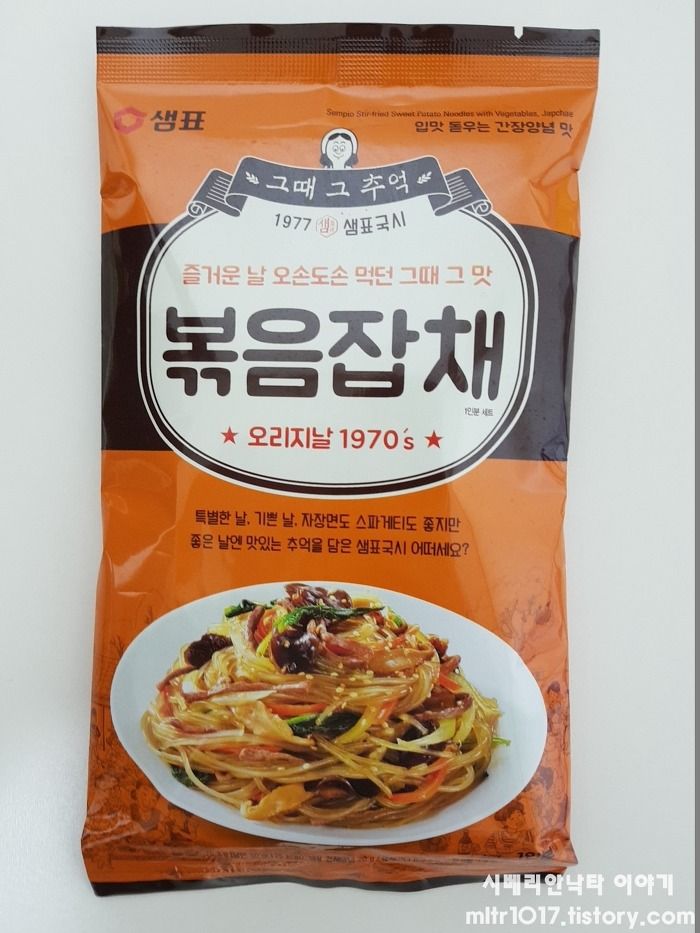 샘표
Sempio Stir-fried Sweet Potato Noodles with Vegetables, Japchae
입맛 돋우는 간장양념 맛
그때 그 추억
1977 샘 샘표국시
즐거운 날 오손도손 먹던 그때 그 맛
볶음잡채
1인분 세트
★ 오리지날 1970´s ★
특별한 날, 기쁜 날, 자장면도 스파게티도 좋지만
좋은 날엔 맛있는 추억을 담은 샘표국시 어떠세요?
시베리안낙타 이야기
mltr1017.tistory.com